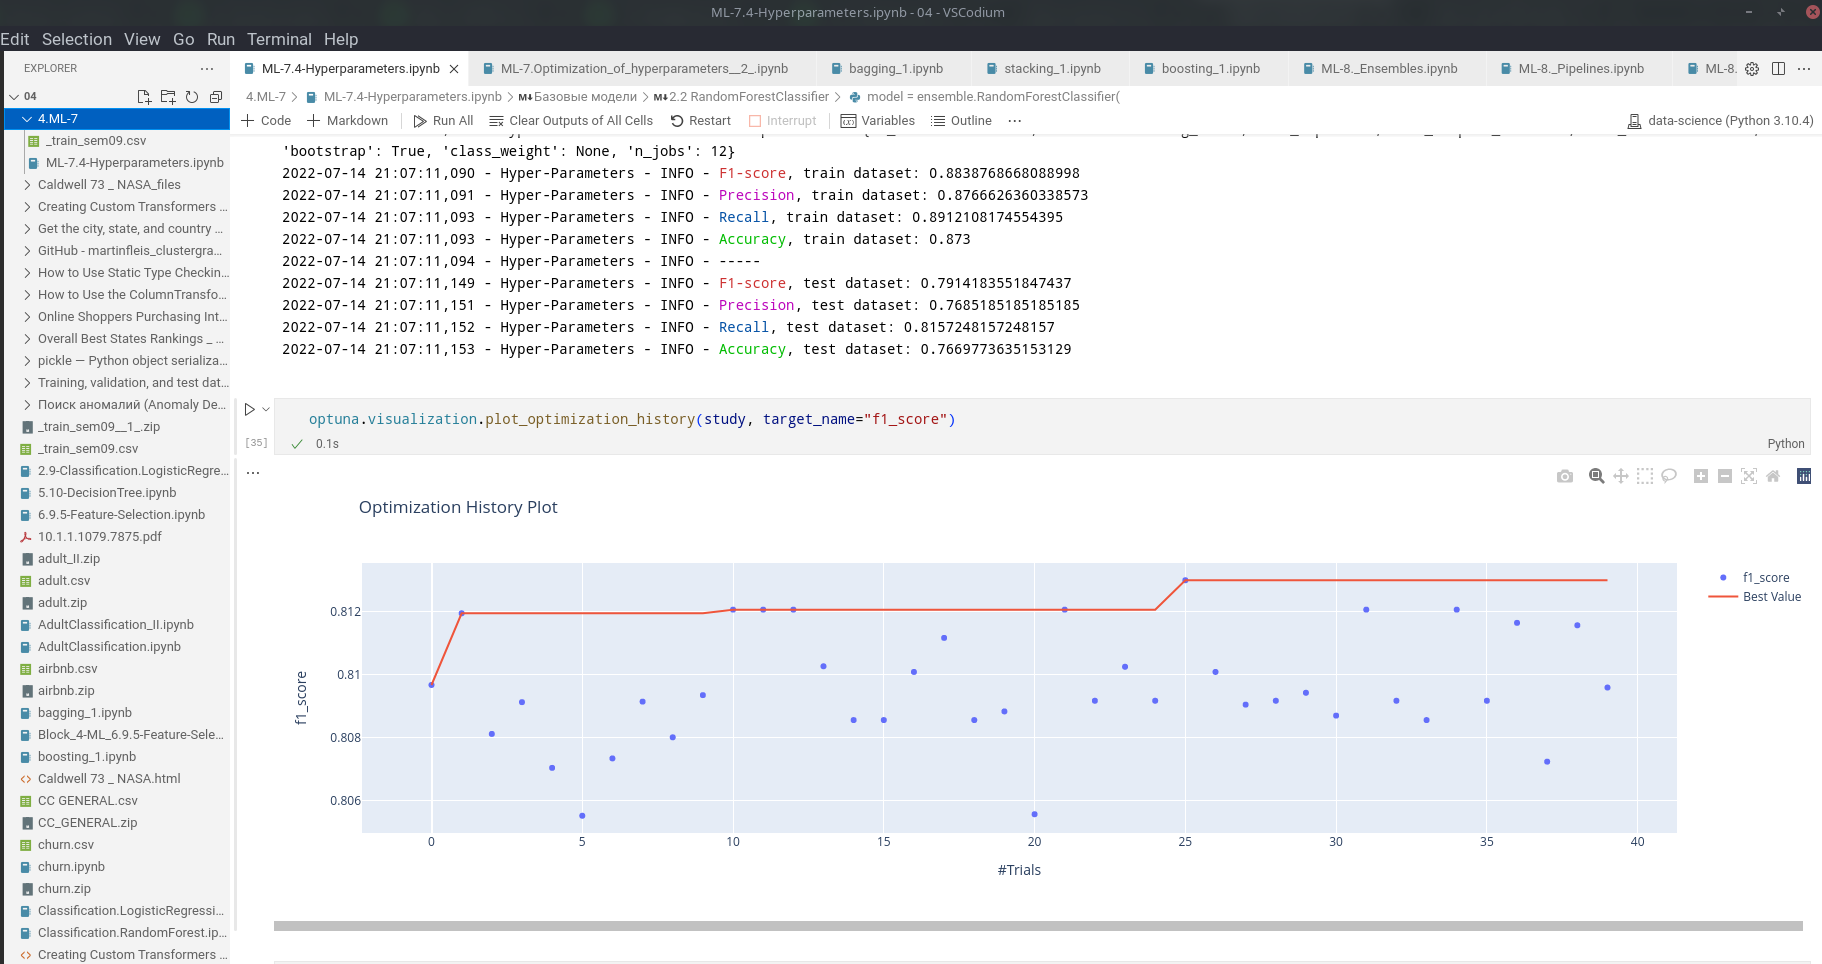 ML-7.4-Hyperparameters.ipynb - 04 - VSCodium
Edit Selection View Go Run Terminal Help
EXPLORER
04
4.ML-7
_train_sem09.csv
ML-7.4-Hyperparameters.ipynb
Caldwell 73 _ NASA_files
Creating Custom Transformers ...
Get the city, state, and country ...
GitHub - martinfleis_clustergra...
How to Use Static Type Checkin...
How to Use the ColumnTransfo...
Online Shoppers Purchasing Int...
Overall Best States Rankings _ ...
pickle — Python object serializa...
Training, validation, and test dat...
Поиск аномалий (Anomaly De...
_train_sem09__1_.zip
_train_sem09.csv
2.9-Classification.LogisticRegre...
5.10-DecisionTree.ipynb
6.9.5-Feature-Selection.ipynb
10.1.1.1079.7875.pdf
adult_II.zip
adult.csv
adult.zip
AdultClassification_II.ipynb
AdultClassification.ipynb
airbnb.csv
airbnb.zip
bagging_1.ipynb
Block_4-ML_6.9.5-Feature-Sele...
boosting_1.ipynb
Caldwell 73 _ NASA.html
CC GENERAL.csv
CC_GENERAL.zip
churn.csv
churn.ipynb
churn.zip
Classification.LogisticRegressi...
Classification.RandomForest.ip...
Creating Custom Transformers ...
ML-7.4-Hyperparameters.ipynb ML-7.Optimization_of_hyperparameters__2_.ipynb bagging_1.ipynb stacking_1.ipynb boosting_1.ipynb ML-8._Ensembles.ipynb ML-8._Pipelines.ipynb ML-8.
4.ML-7 > ML-7.4-Hyperparameters.ipynb > M↓Базовые модели > M↓2.2 RandomForestClassifier > model = ensemble.RandomForestClassifier(
Code Markdown Run All Clear Outputs of All Cells Restart Interrupt Variables Outline ... data-science (Python 3.10.4)
'bootstrap': True, 'class_weight': None, 'n_jobs': 12}
2022-07-14 21:07:11,090 - Hyper-Parameters - INFO - F1-score, train dataset: 0.8838768668088998
2022-07-14 21:07:11,091 - Hyper-Parameters - INFO - Precision, train dataset: 0.8766626360338573
2022-07-14 21:07:11,093 - Hyper-Parameters - INFO - Recall, train dataset: 0.8912108174554395
2022-07-14 21:07:11,093 - Hyper-Parameters - INFO - Accuracy, train dataset: 0.873
2022-07-14 21:07:11,094 - Hyper-Parameters - INFO - -----
2022-07-14 21:07:11,149 - Hyper-Parameters - INFO - F1-score, test dataset: 0.7914183551847437
2022-07-14 21:07:11,151 - Hyper-Parameters - INFO - Precision, test dataset: 0.7685185185185185
2022-07-14 21:07:11,152 - Hyper-Parameters - INFO - Recall, test dataset: 0.8157248157248157
2022-07-14 21:07:11,153 - Hyper-Parameters - INFO - Accuracy, test dataset: 0.7669773635153129
optuna.visualization.plot_optimization_history(study, target_name="f1_score")
[35] 0.1s Python
Optimization History Plot
f1_score
Best Value
0.812
0.81
0.808
0.806
f1_score
0 5 10 15 20 25 30 35 40
#Trials